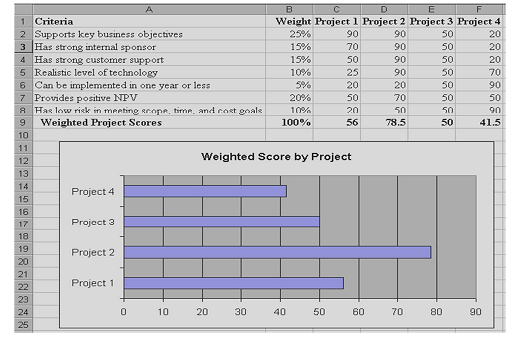 A B C D E F
1 Criteria Weight Project 1 Project 2 Project 3 Project 4
2 Supports key business objectives 25% 90 90 50 20
3 Has strong internal sponsor 15% 70 90 50 20
4 Has strong customer support 15% 50 90 50 20
5 Realistic level of technology 10% 25 90 50 70
6 Can be implemented in one year or less 5% 20 20 50 90
7 Provides positive NPV 20% 50 70 50 50
8 Has low risk in meeting scope, time, and cost goals 10% 20 50 50 90
9 Weighted Project Scores 100% 56 78.5 50 41.5
10
11
12 Weighted Score by Project
13
14 Project 4
15
16
17 Project 3
18
19 Project 2
20
21
22 Project 1
23
24 0 10 20 30 40 50 60 70 80 90
25